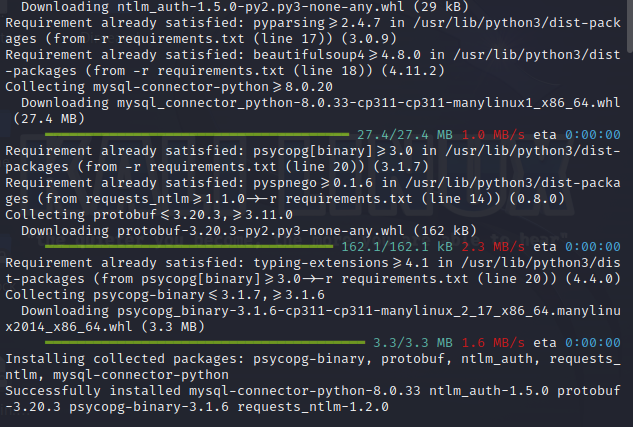 Downloading ntlm_auth-1.5.0-py2.py3-none-any.whl (29 kB)
Requirement already satisfied: pyparsing≥2.4.7 in /usr/lib/python3/dist-pack
ages (from -r requirements.txt (line 17)) (3.0.9)
Requirement already satisfied: beautifulsoup4≥4.8.0 in /usr/lib/python3/dist
-packages (from -r requirements.txt (line 18)) (4.11.2)
Collecting mysql-connector-python≥8.0.20
  Downloading mysql_connector_python-8.0.33-cp311-cp311-manylinux1_x86_64.whl
 (27.4 MB)
27.4/27.4 MB 1.0 MB/s eta 0:00:00
Requirement already satisfied: psycopg[binary]≥3.0 in /usr/lib/python3/dist-
packages (from -r requirements.txt (line 20)) (3.1.7)
Requirement already satisfied: pyspnego≥0.1.6 in /usr/lib/python3/dist-packa
ges (from requests_ntlm≥1.1.0→-r requirements.txt (line 14)) (0.8.0)
Collecting protobuf≤3.20.3,≥3.11.0
  Downloading protobuf-3.20.3-py2.py3-none-any.whl (162 kB)
162.1/162.1 kB 2.3 MB/s eta 0:00:00
Requirement already satisfied: typing-extensions≥4.1 in /usr/lib/python3/dis
t-packages (from psycopg[binary]≥3.0→-r requirements.txt (line 20)) (4.4.0)
Collecting psycopg-binary≤3.1.7,≥3.1.6
  Downloading psycopg_binary-3.1.6-cp311-cp311-manylinux_2_17_x86_64.manylinu
x2014_x86_64.whl (3.3 MB)
3.3/3.3 MB 1.6 MB/s eta 0:00:00
Installing collected packages: psycopg-binary, protobuf, ntlm_auth, requests_
ntlm, mysql-connector-python
Successfully installed mysql-connector-python-8.0.33 ntlm_auth-1.5.0 protobuf
-3.20.3 psycopg-binary-3.1.6 requests_ntlm-1.2.0